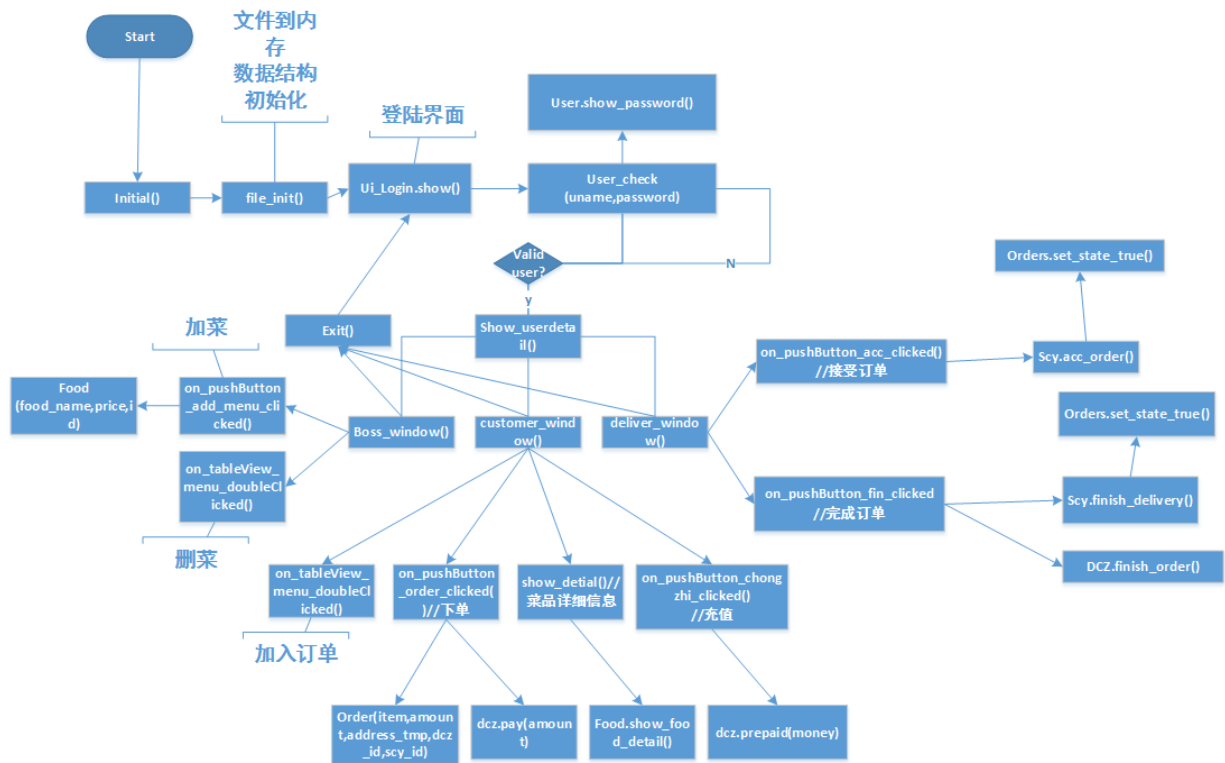 Start
文件到内
存
数据结构
初始化
登陆界面
User.show_password()
Initial()
file_init()
Ui_Login.show()
User_check
(uname,password)
Valid
user?
N
y
Orders.set_state_true()
加菜
Exit()
Show_userdeta
il()
on_pushButton_acc_clicked()
//接受订单
Scy.acc_order()
Food
(food_name,price,i
d)
on_pushButton
_add_menu_cli
cked()
Boss_window()
customer_wind
ow()
deliver_windo
w()
Orders.set_state_true()
on_tableView_
menu_doubleCl
icked()
删菜
on_pushButton_fin_clicked
//完成订单
Scy.finish_delivery()
DCZ.finish_order()
on_tableView_
menu_doubleCl
icked()
加入订单
on_pushButton
_order_clicked(
)//下单
show_detial()//
菜品详细信息
on_pushButton_chong
zhi_clicked()
//充值
Order(item,amoun
t,address_tmp,dcz
_id,scy_id)
dcz.pay(amoun
t)
Food.show_foo
d_detail()
dcz.prepaid(money)